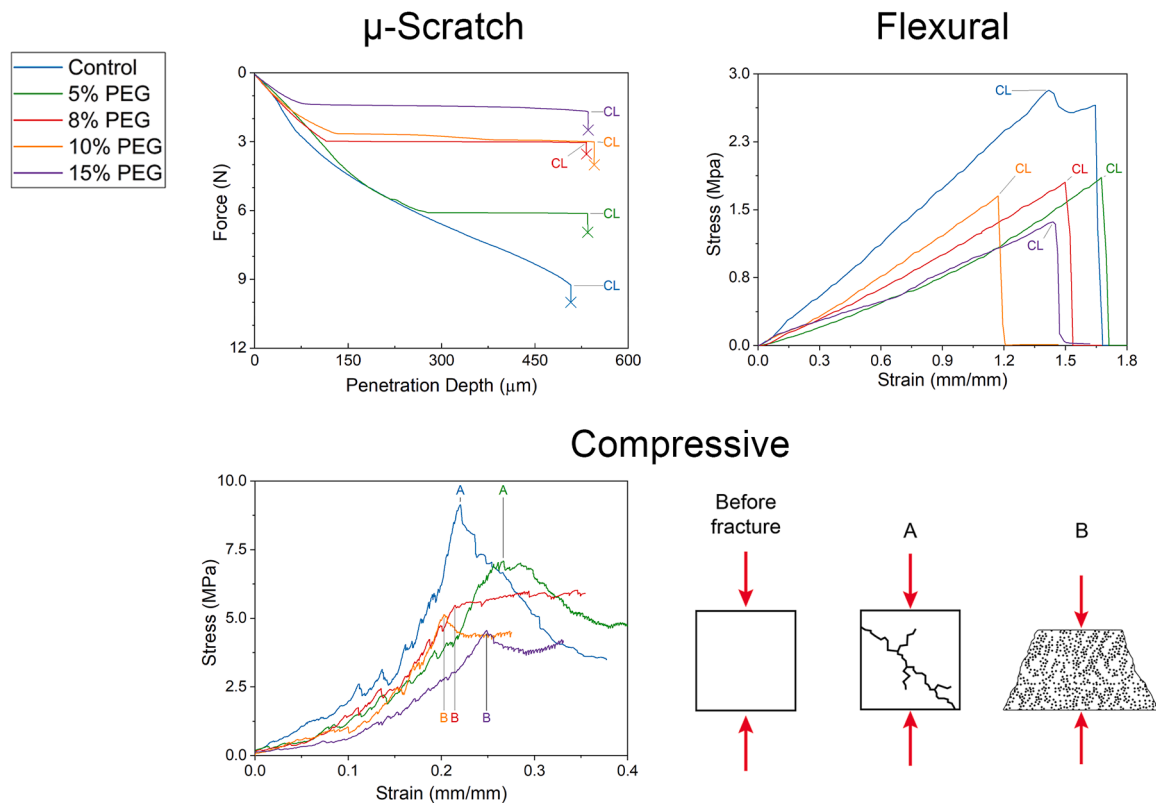 μ-Scratch
Flexural
Control
5% PEG
8% PEG
10% PEG
15% PEG
0
3
6
9
12
Force (N)
CL
CL
CL
CL
CL
0
150
300
450
600
Penetration Depth (μm)
3.0
2.3
1.5
0.8
0.0
Stress (Mpa)
CL
CL
CL
CL
CL
0.0
0.3
0.6
0.9
1.2
1.5
1.8
Strain (mm/mm)
Compressive
10.0
7.5
5.0
2.5
0.0
Stress (MPa)
A
A
B
B
B
0.0
0.1
0.2
0.3
0.4
Strain (mm/mm)
Before
fracture
A
B